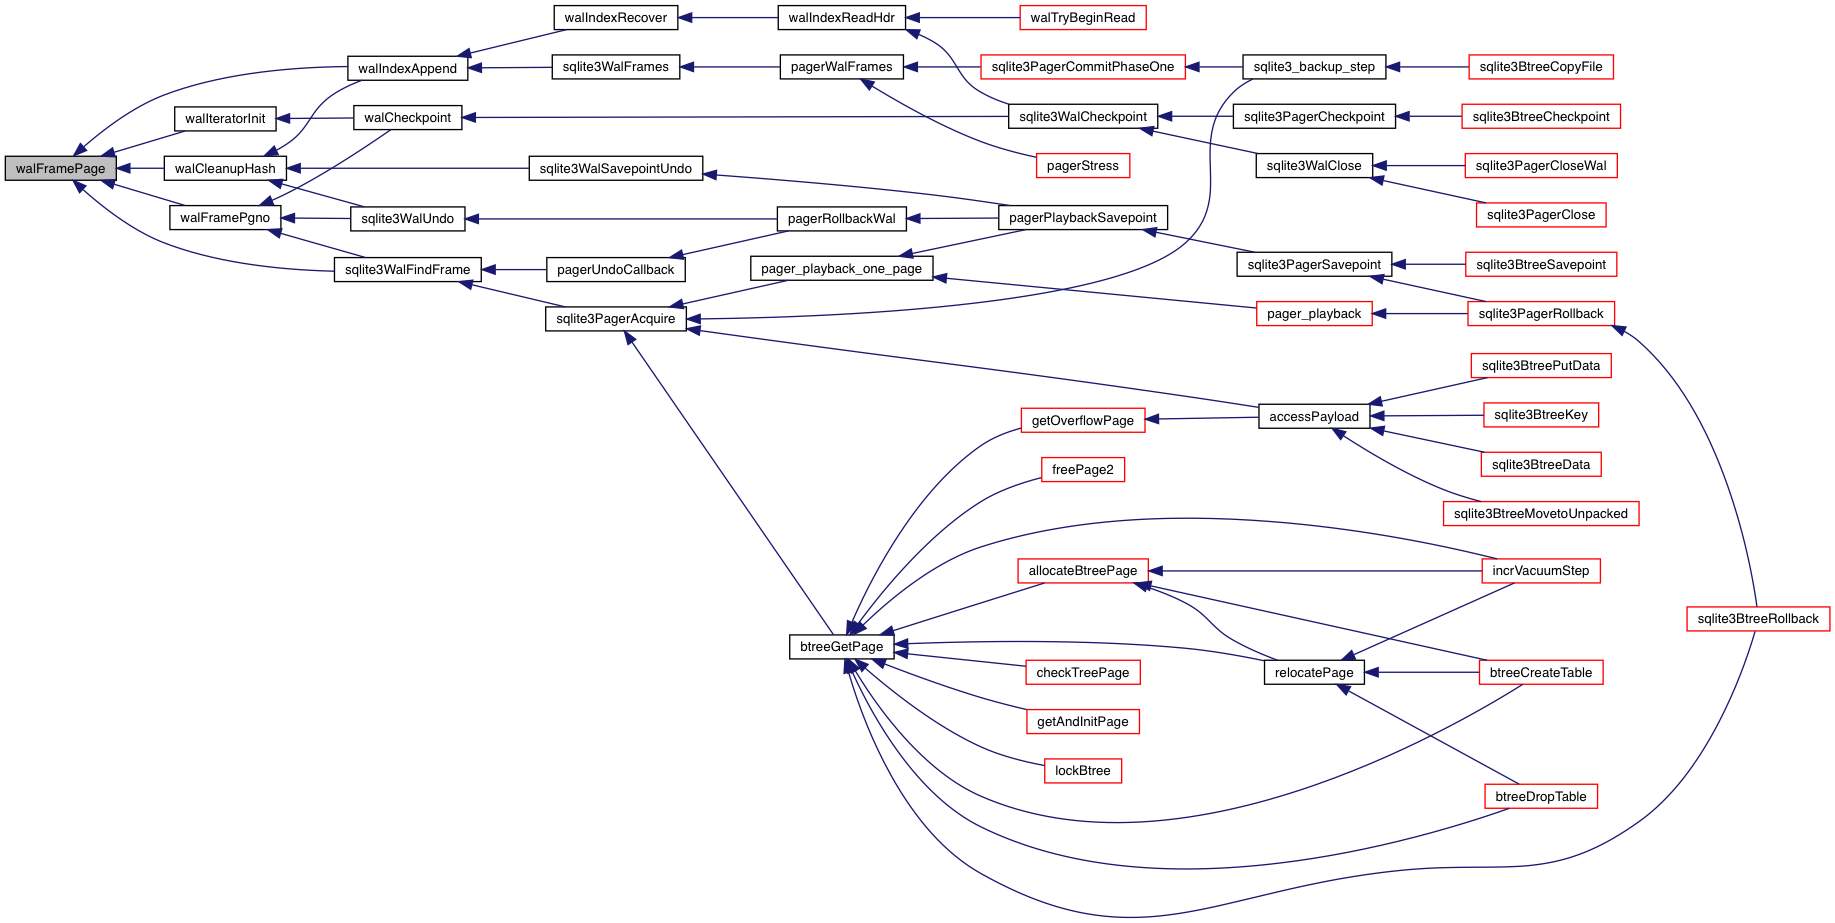 walIndexRecover
walIndexReadHdr
walTryBeginRead
walIndexAppend
sqlite3WalFrames
pagerWalFrames
sqlite3PagerCommitPhaseOne
sqlite3_backup_step
sqlite3BtreeCopyFile
walIteratorInit
walCheckpoint
sqlite3WalCheckpoint
sqlite3PagerCheckpoint
sqlite3BtreeCheckpoint
walFramePage
walCleanupHash
sqlite3WalSavepointUndo
pagerStress
sqlite3WalClose
sqlite3PagerCloseWal
walFramePgno
sqlite3WalUndo
pagerRollbackWal
pagerPlaybackSavepoint
sqlite3PagerClose
sqlite3WalFindFrame
pagerUndoCallback
pager_playback_one_page
sqlite3PagerSavepoint
sqlite3BtreeSavepoint
sqlite3PagerAcquire
pager_playback
sqlite3PagerRollback
sqlite3BtreePutData
getOverflowPage
accessPayload
sqlite3BtreeKey
freePage2
sqlite3BtreeData
sqlite3BtreeMovetoUnpacked
allocateBtreePage
incrVacuumStep
sqlite3BtreeRollback
btreeGetPage
checkTreePage
relocatePage
btreeCreateTable
getAndInitPage
lockBtree
btreeDropTable